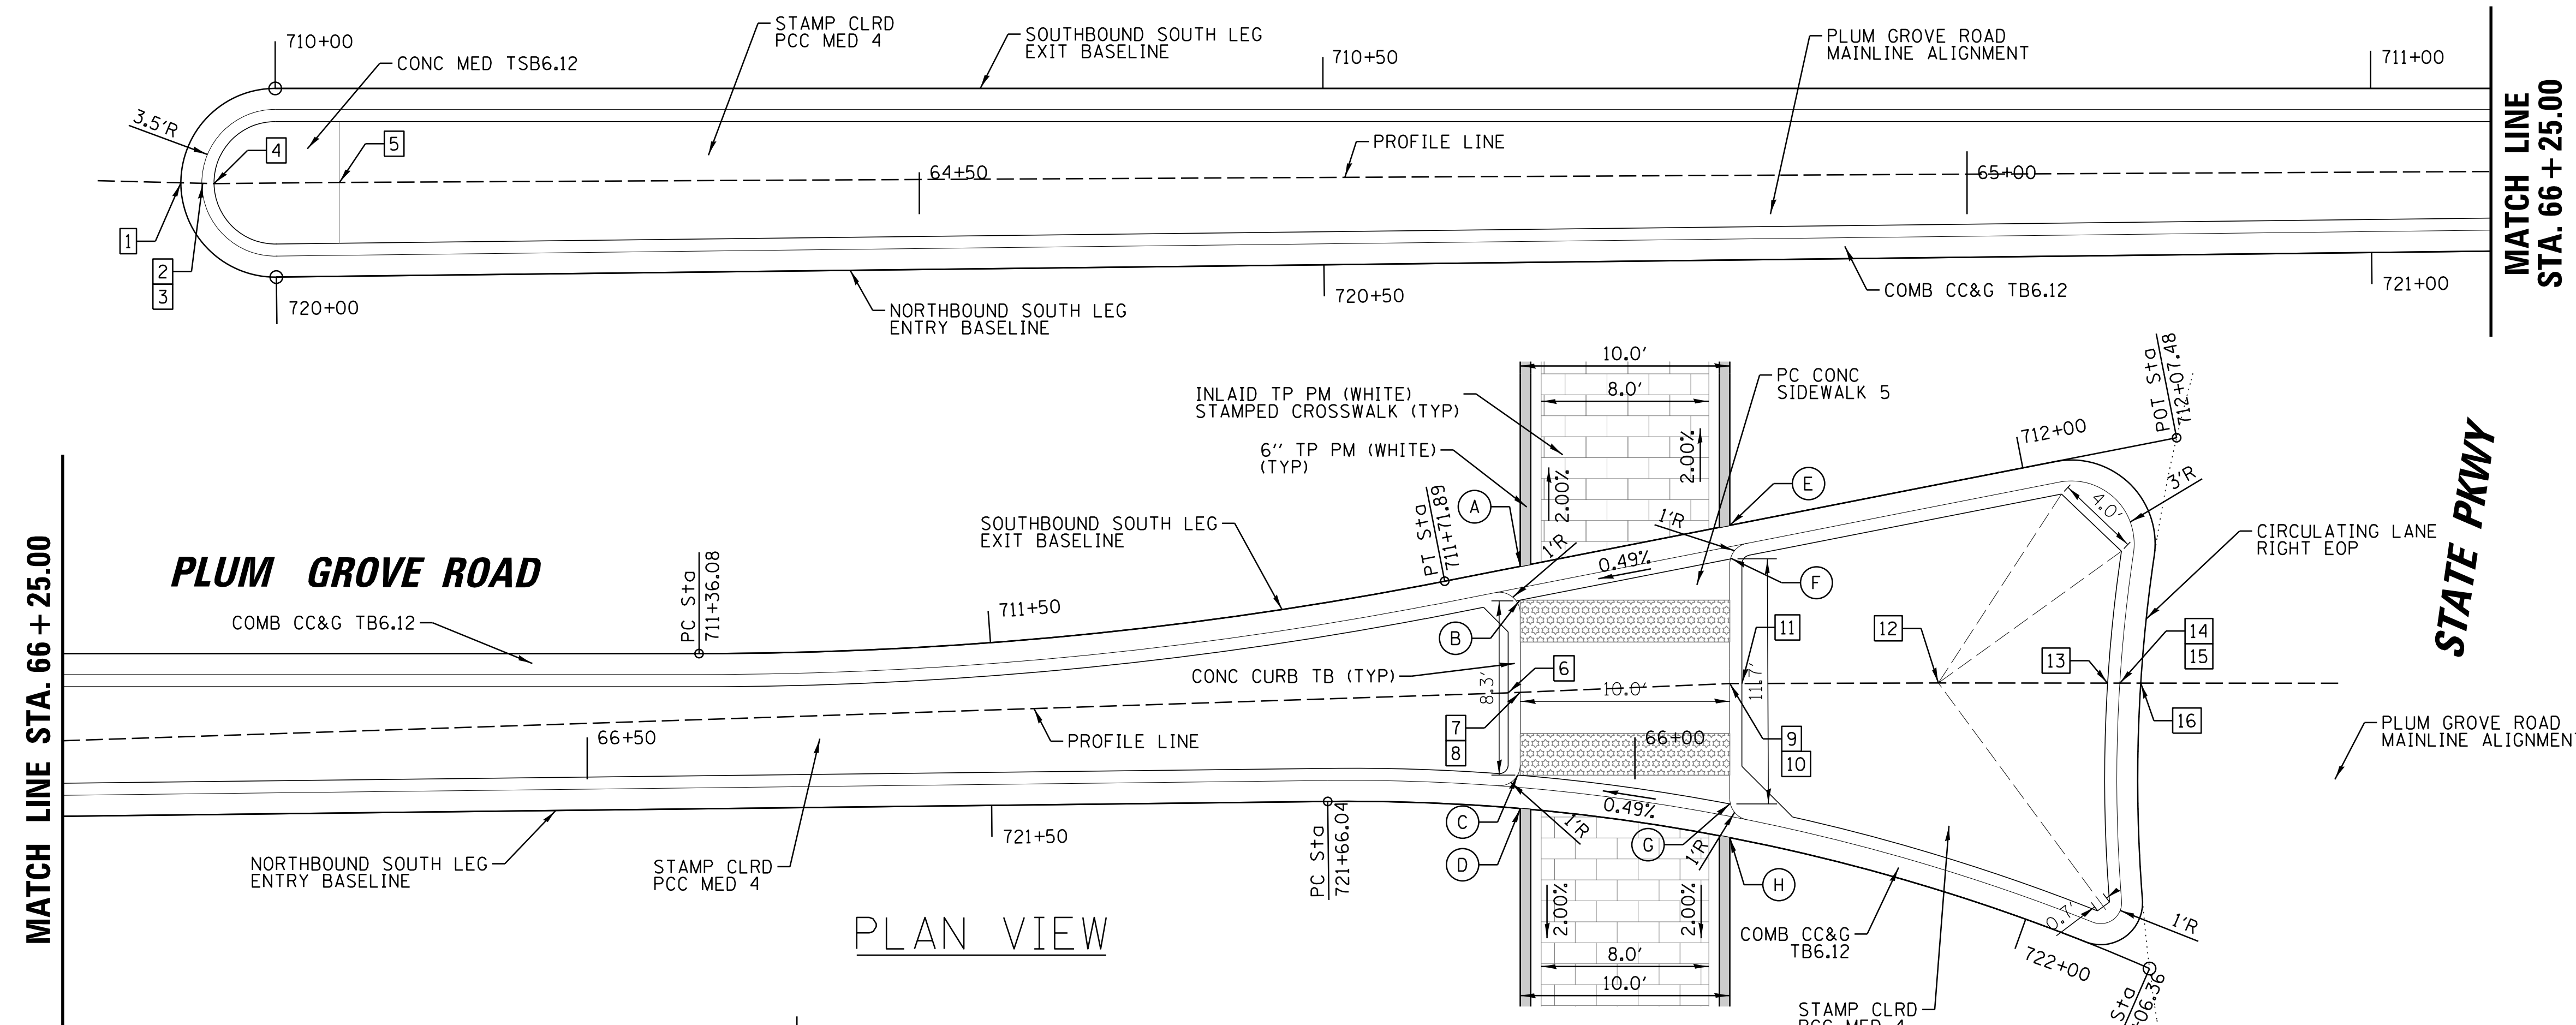 710+00
CONC MED TSB6.12
STAMP CLRD
PCC MED 4
SOUTHBOUND SOUTH LEG
EXIT BASELINE
710+50
PLUM GROVE ROAD
MAINLINE ALIGNMENT
711+00
MATCH LINE
STA. 66+25.00
3.5'R
4
5
PROFILE LINE
64+50
65+00
1
2
3
720+00
NORTHBOUND SOUTH LEG
ENTRY BASELINE
720+50
COMB CC&G TB6.12
721+00
MATCH LINE STA. 66+25.00
PLUM GROVE ROAD
COMB CC&G TB6.12
PC Sta
711+36.08
SOUTHBOUND SOUTH LEG
EXIT BASELINE
711+50
INLAID TP PM (WHITE)
STAMPED CROSSWALK (TYP)
6'' TP PM (WHITE)
(TYP)
10.0'
8.0'
2.00%
2.00%
PC CONC
SIDEWALK 5
PT Sta
711+71.89
A
E
1'R
1'R
0.49%
F
B
712+00
POT Sta
712+07.48
3'R
4.0'
CIRCULATING LANE
RIGHT EOP
STATE PKWY
CONC CURB TB (TYP)
8.3'
6
10.0'
11.7'
11
12
13
14
15
16
7
8
9
10
66+50
PROFILE LINE
66+00
PLUM GROVE ROAD
MAINLINE ALIGNMENT
NORTHBOUND SOUTH LEG
ENTRY BASELINE
STAMP CLRD
PCC MED 4
721+50
PC Sta
721+66.04
C
D
1'R
0.49%
G
1'R
H
2.00%
2.00%
8.0'
10.0'
COMB CC&G
TB6.12
722+00
0.7'
1'R
Sta
+06.36
STAMP CLRD
PCC MED 4
PLAN VIEW